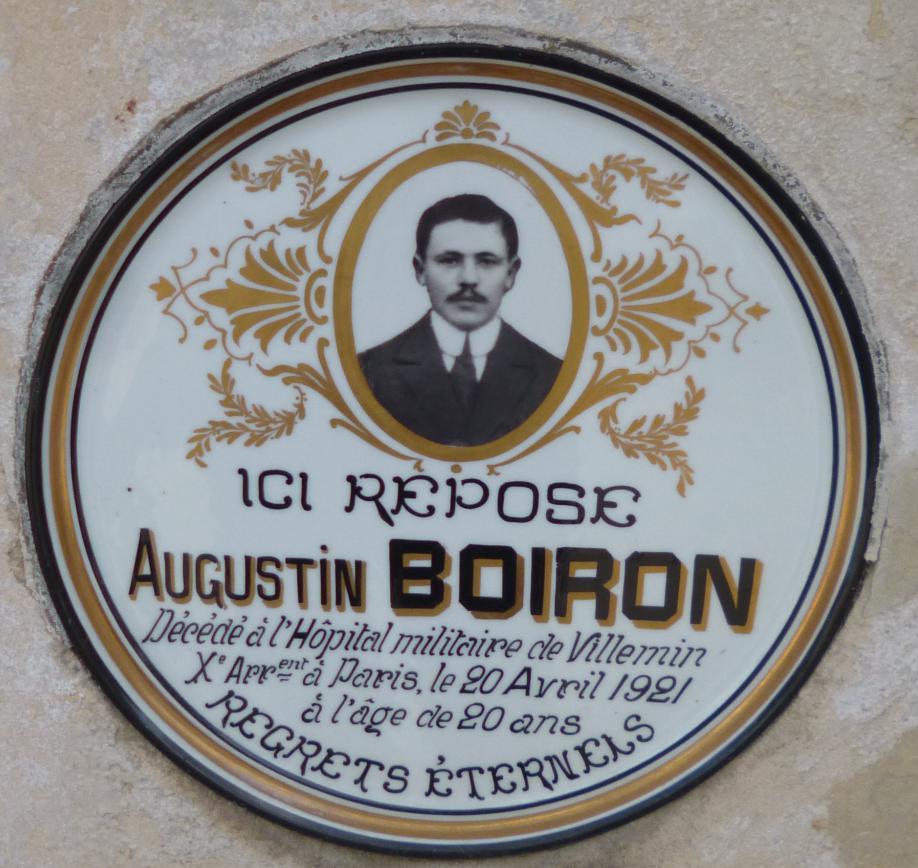 ICI REPOSE
AUGUSTIN BOIRON
Décédé à l'Hôpital militaire de Villemin
Xe Arrent à Paris, le 20 Avril 1921
à l'âge de 20 ans
REGRETS ÉTERNELS